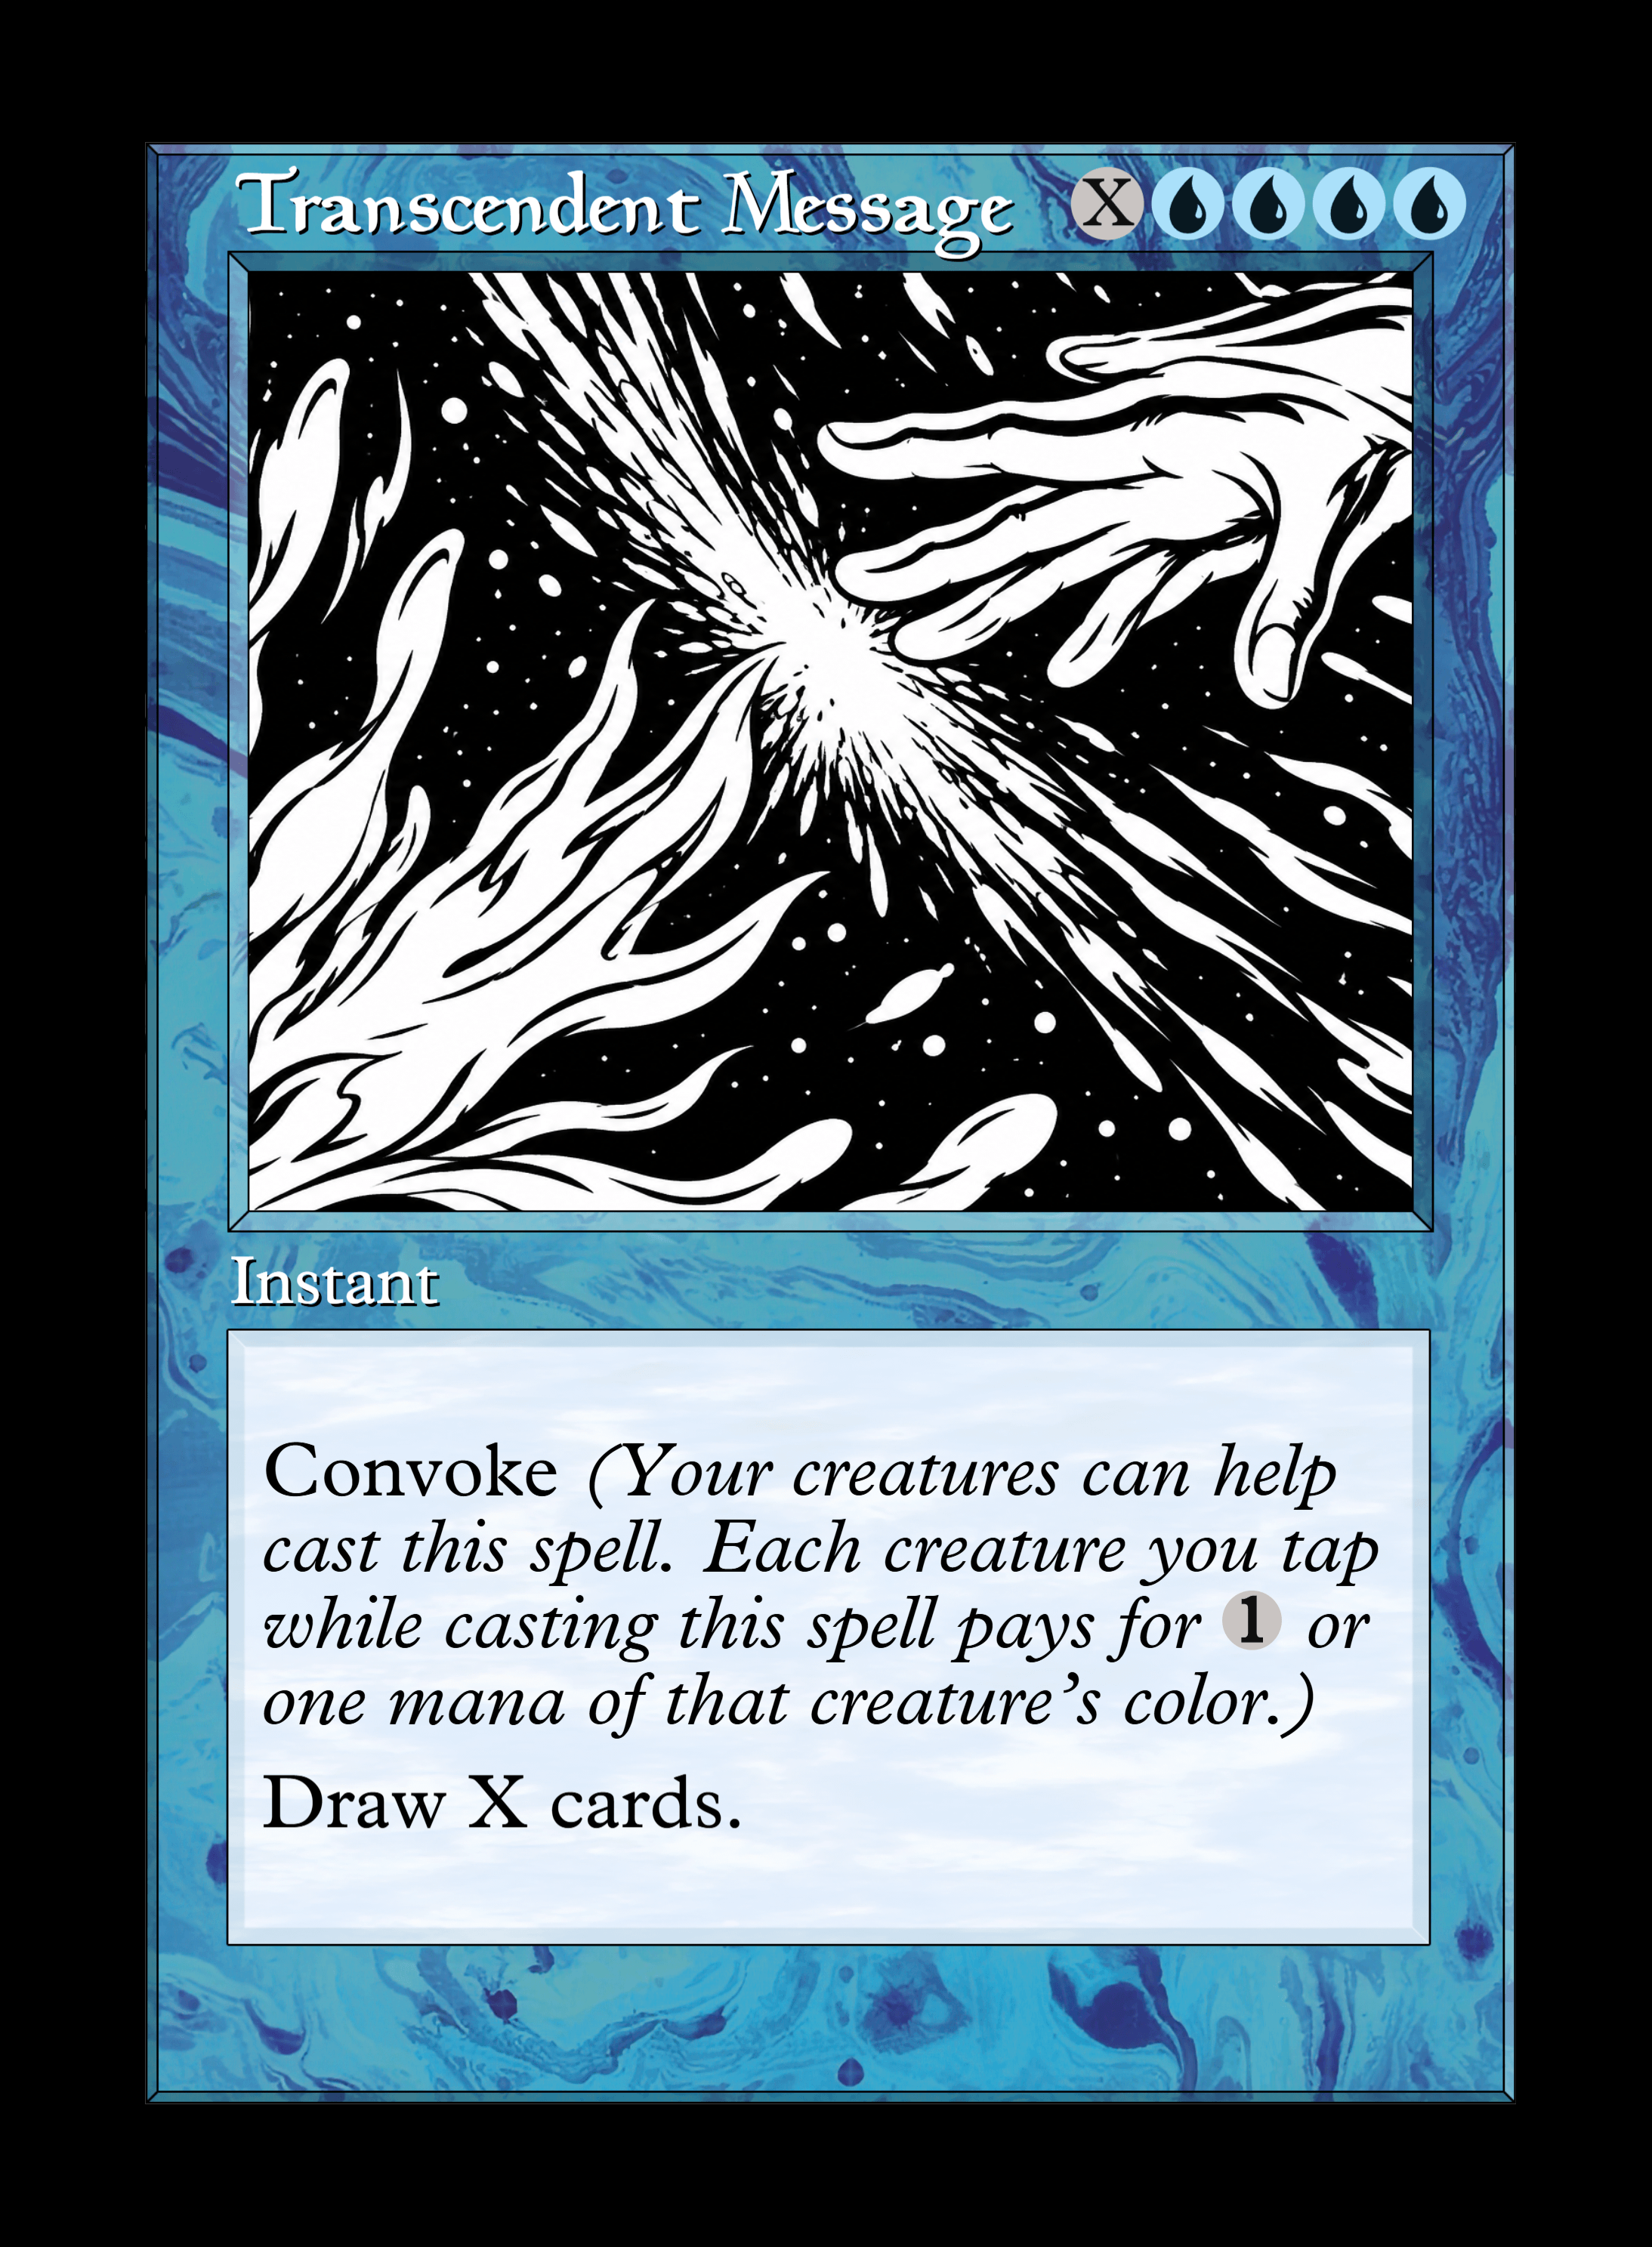 Transcendent Message X
Instant
Convoke (Your creatures can help
cast this spell. Each creature you tap
while casting this spell pays for 1 or
one mana of that creature’s color.)
Draw X cards.